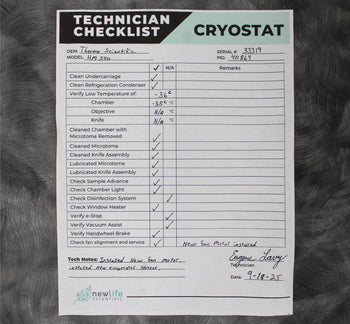 TECHNICIAN CHECKLIST CRYOSTAT
OEM: Thermo Scientific SERIAL #: 33319
MODEL: HM 550 PID: 40869
✓ N/A Remarks
Clean Undercarriage ✓
Clean Refrigeration Condenser ✓
Verify Low Temperature of: -36°
Chamber -35° °C
Objective N/A °C
Knife N/A °C
Cleaned Chamber with Microtome Removed ✓
Cleaned Microtome ✓
Cleaned Knife Assembly ✓
Lubricated Microtome ✓
Lubricated Knife Assembly ✓
Check Sample Advance ✓
Check Chamber Light ✓
Check Disinfection System ✓
Check Window Heater ✓
Verify e-Stop ✓
Verify Vacuum Assist ✓
Verify Handwheel Brake ✓
Check fan alignment and service ✓ New Fan Motor installed
Tech Notes: Installed New Fan Motor,
installed new evaporator sensor,
Technician
Date: 9-18-25
newlife
SCIENTIFIC